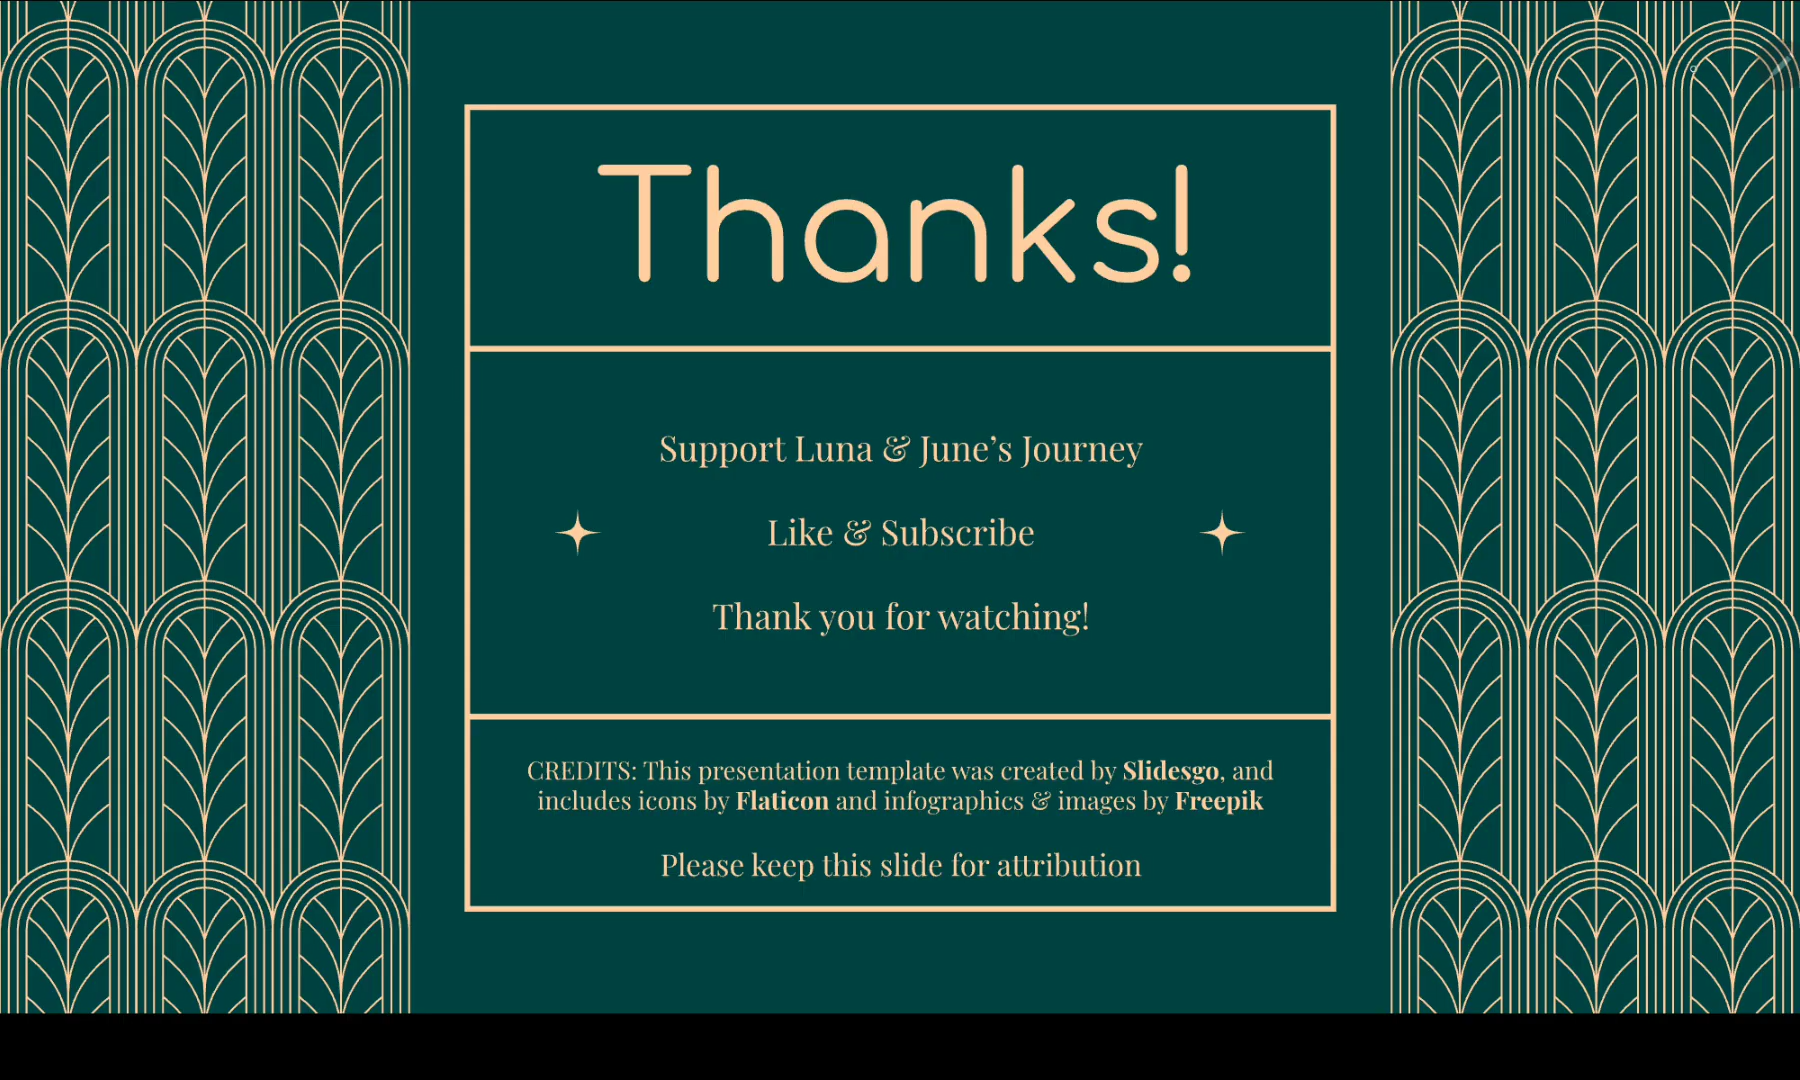 Thanks!
Support Luna & June’s Journey
Like & Subscribe
Thank you for watching!
CREDITS: This presentation template was created by Slidesgo, and
includes icons by Flaticon and infographics & images by Freepik
Please keep this slide for attribution